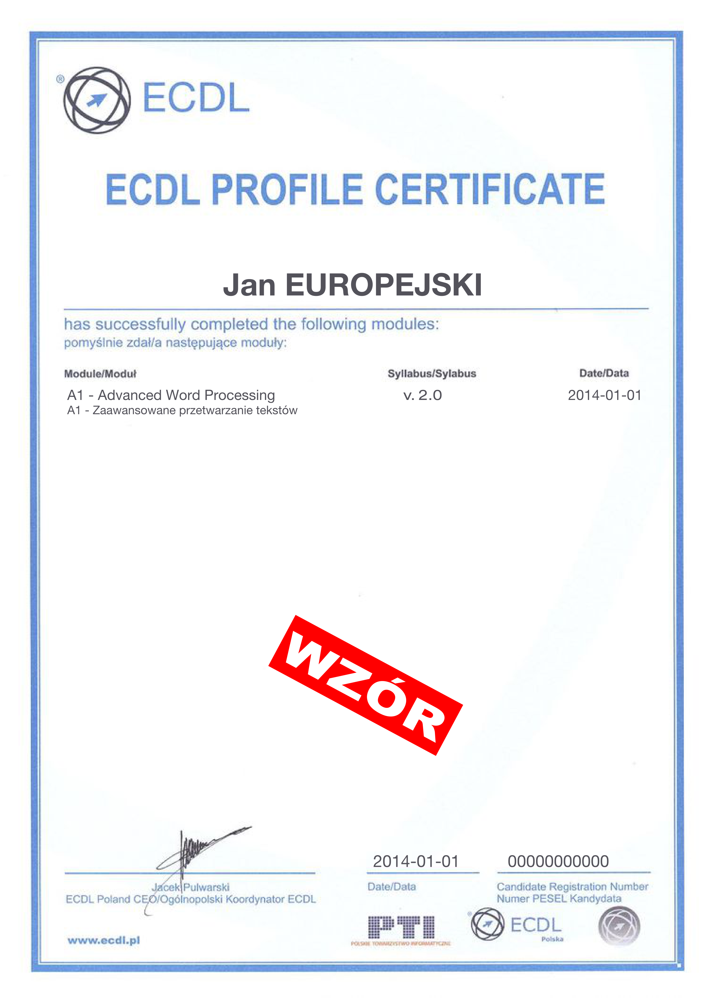 ® ECDL
ECDL PROFILE CERTIFICATE
Jan EUROPEJSKI
has successfully completed the following modules:
pomyślnie zdał/a następujące moduły:
Module/Moduł Syllabus/Sylabus Date/Data
A1 - Advanced Word Processing v. 2.0 2014-01-01
A1 - Zaawansowane przetwarzanie tekstów
WZÓR
2014-01-01 00000000000
Jacek Pulwarski Date/Data Candidate Registration Number
ECDL Poland CEO/Ogólnopolski Koordynator ECDL Numer PESEL Kandydata
PTI ® ECDL
Polska
www.ecdl.pl POLSKIE TOWARZYSTWO INFORMATYCZNE